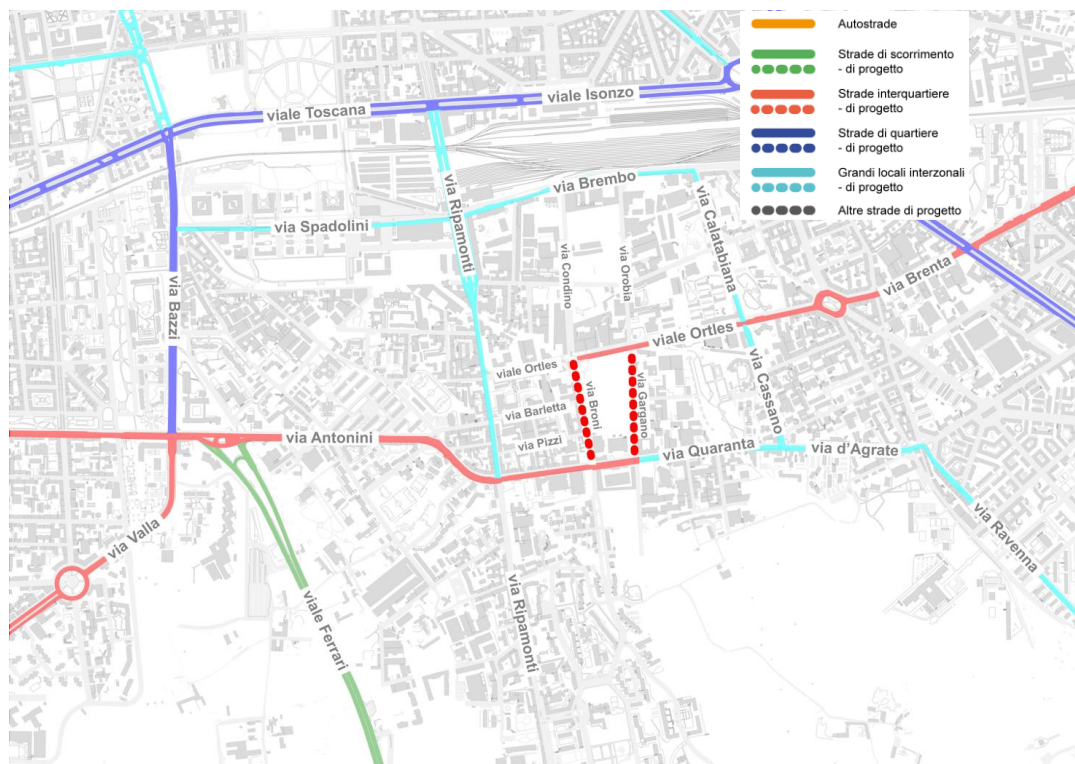 Autostrade
Strade di scorrimento
- di progetto
Strade interquartiere
- di progetto
Strade di quartiere
- di progetto
Grandi locali interzonali
- di progetto
Altre strade di progetto
viale Toscana
viale Isonzo
via Ripamonti
via Brembo
via Spadolini
via Calatabiana
via Condino
via Orobia
via Bazzi
via Brenta
viale Ortles
viale Ortles
via Cassano
via Barletta
via Broni
via Gargano
via Pizzi
via Antonini
via Quaranta
via d'Agrate
via Valla
via Ravenna
viale Ferrari
via Ripamonti